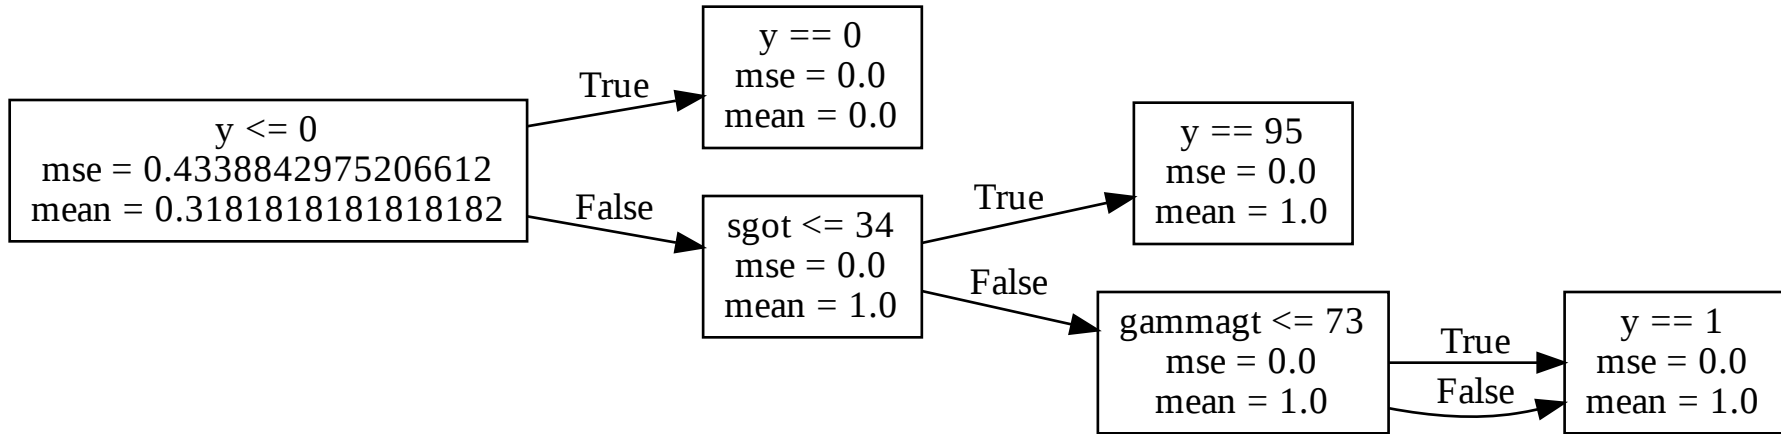 y <= 0
mse = 0.4338842975206612
mean = 0.3181818181818182
True
False
y == 0
mse = 0.0
mean = 0.0
sgot <= 34
mse = 0.0
mean = 1.0
True
False
y == 95
mse = 0.0
mean = 1.0
gammagt <= 73
mse = 0.0
mean = 1.0
True
False
y == 1
mse = 0.0
mean = 1.0